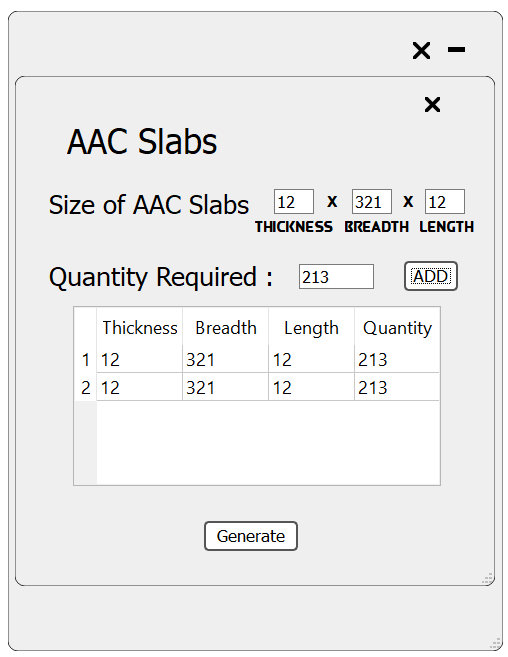 AAC Slabs
Size of AAC Slabs 12 x 321 x 12
THICKNESS BREADTH LENGTH
Quantity Required : 213 ADD
Thickness Breadth Length Quantity
1 12 321 12 213
2 12 321 12 213
Generate